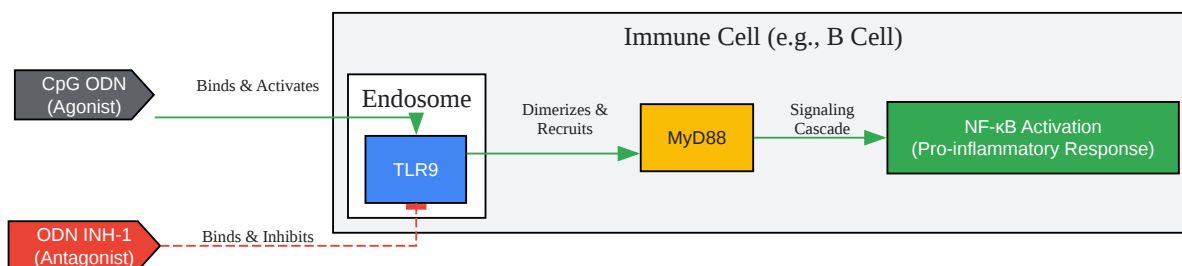 Immune Cell (e.g., B Cell)
CpG ODN
(Agonist)
Binds & Activates
Endosome
TLR9
Dimerizes &
Recruits
MyD88
Signaling
Cascade
NF-κB Activation
(Pro-inflammatory Response)
ODN INH-1
(Antagonist)
Binds & Inhibits